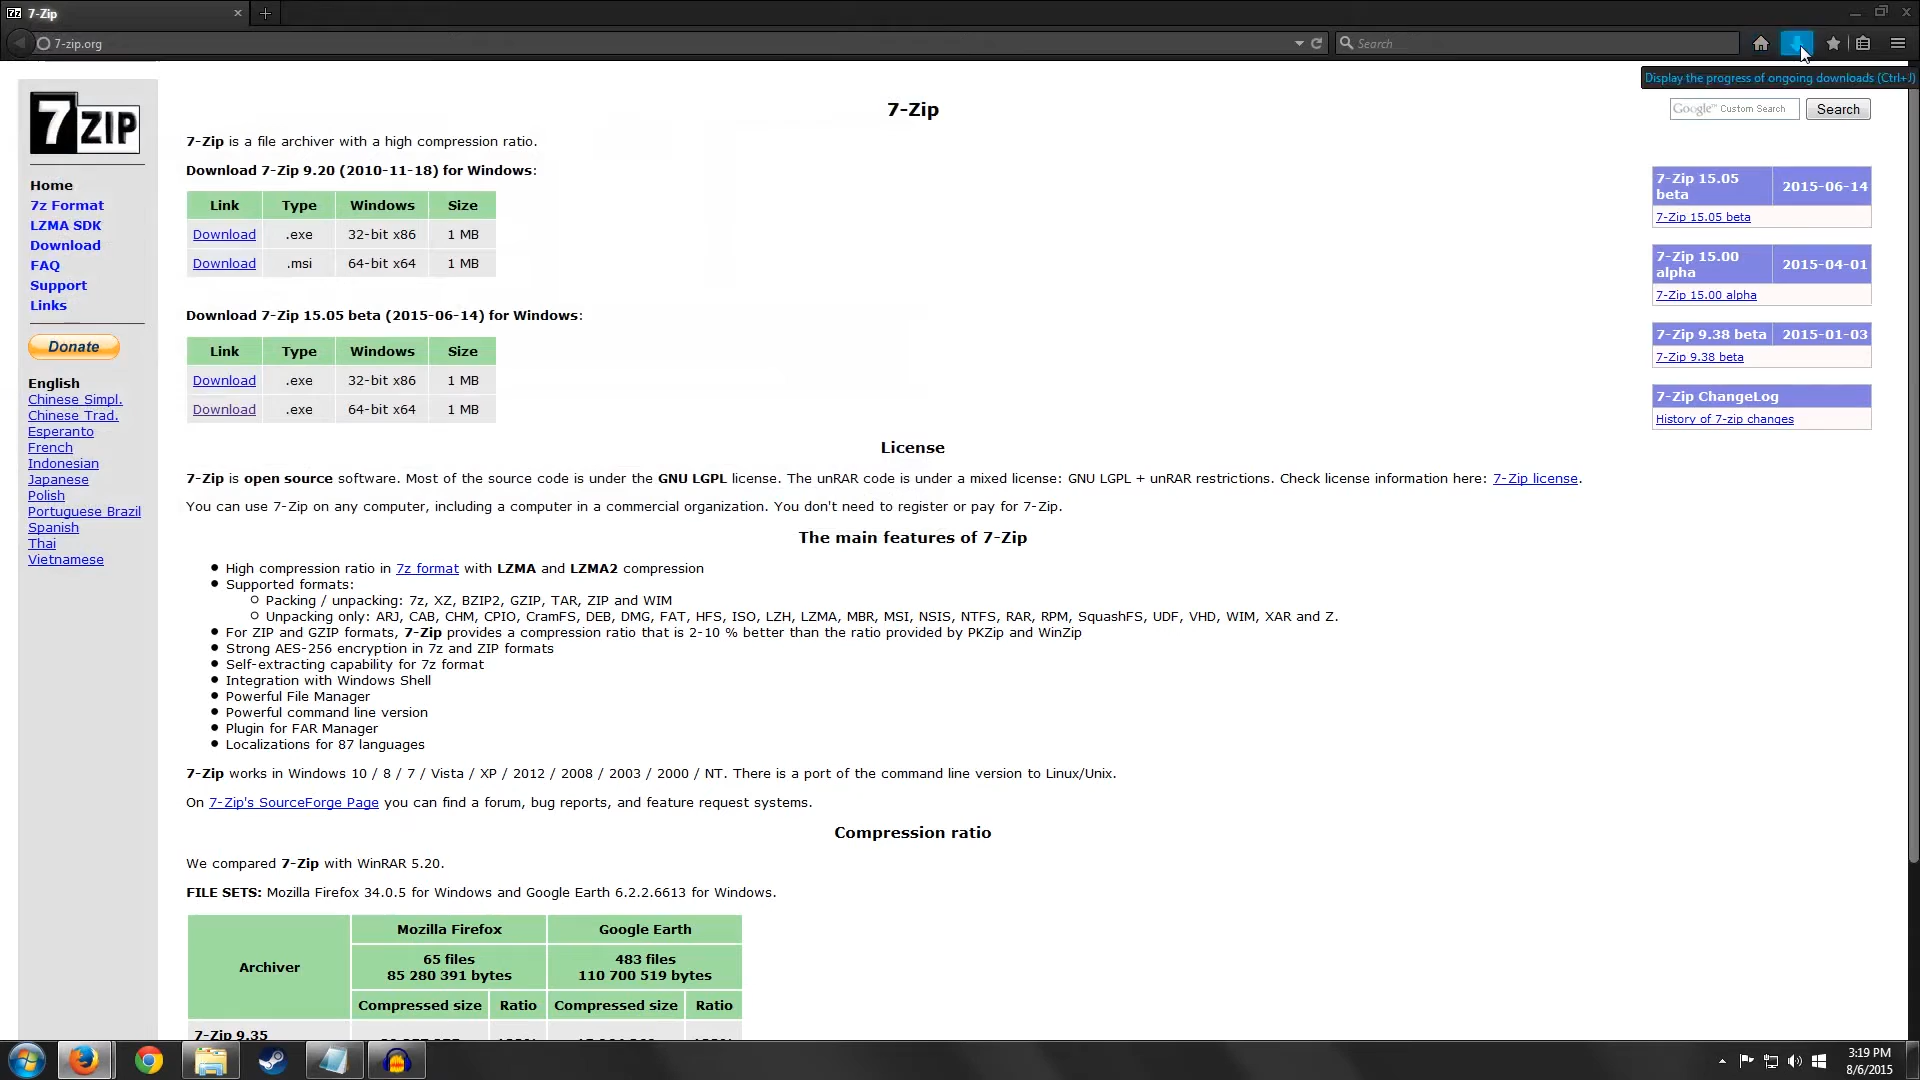 7-Zip
7-zip.org
Search
Display the progress of ongoing downloads (Ctrl+J)
7ZIP
Home
7z Format
LZMA SDK
Download
FAQ
Support
Links
Donate
English
Chinese Simpl.
Chinese Trad.
Esperanto
French
Indonesian
Japanese
Polish
Portuguese Brazil
Spanish
Thai
Vietnamese
7-Zip
7-Zip is a file archiver with a high compression ratio.
Download 7-Zip 9.20 (2010-11-18) for Windows:
Link Type Windows Size
Download .exe 32-bit x86 1 MB
Download .msi 64-bit x64 1 MB
Download 7-Zip 15.05 beta (2015-06-14) for Windows:
Link Type Windows Size
Download .exe 32-bit x86 1 MB
Download .exe 64-bit x64 1 MB
License
7-Zip is open source software. Most of the source code is under the GNU LGPL license. The unRAR code is under a mixed license: GNU LGPL + unRAR restrictions. Check license information here: 7-Zip license.
You can use 7-Zip on any computer, including a computer in a commercial organization. You don't need to register or pay for 7-Zip.
The main features of 7-Zip
High compression ratio in 7z format with LZMA and LZMA2 compression
Supported formats:
Packing / unpacking: 7z, XZ, BZIP2, GZIP, TAR, ZIP and WIM
Unpacking only: ARJ, CAB, CHM, CPIO, CramFS, DEB, DMG, FAT, HFS, ISO, LZH, LZMA, MBR, MSI, NSIS, NTFS, RAR, RPM, SquashFS, UDF, VHD, WIM, XAR and Z.
For ZIP and GZIP formats, 7-Zip provides a compression ratio that is 2-10 % better than the ratio provided by PKZip and WinZip
Strong AES-256 encryption in 7z and ZIP formats
Self-extracting capability for 7z format
Integration with Windows Shell
Powerful File Manager
Powerful command line version
Plugin for FAR Manager
Localizations for 87 languages
7-Zip works in Windows 10 / 8 / 7 / Vista / XP / 2012 / 2008 / 2003 / 2000 / NT. There is a port of the command line version to Linux/Unix.
On 7-Zip's SourceForge Page you can find a forum, bug reports, and feature request systems.
Compression ratio
We compared 7-Zip with WinRAR 5.20.
FILE SETS: Mozilla Firefox 34.0.5 for Windows and Google Earth 6.2.2.6613 for Windows.
Archiver Mozilla Firefox Google Earth
65 files 483 files
85 280 391 bytes 110 700 519 bytes
Compressed size Ratio Compressed size Ratio
7-Zip 9.35
Google™ Custom Search Search
7-Zip 15.05 beta 2015-06-14
7-Zip 15.05 beta
7-Zip 15.00 alpha 2015-04-01
7-Zip 15.00 alpha
7-Zip 9.38 beta 2015-01-03
7-Zip 9.38 beta
7-Zip ChangeLog
History of 7-zip changes
3:19 PM
8/6/2015